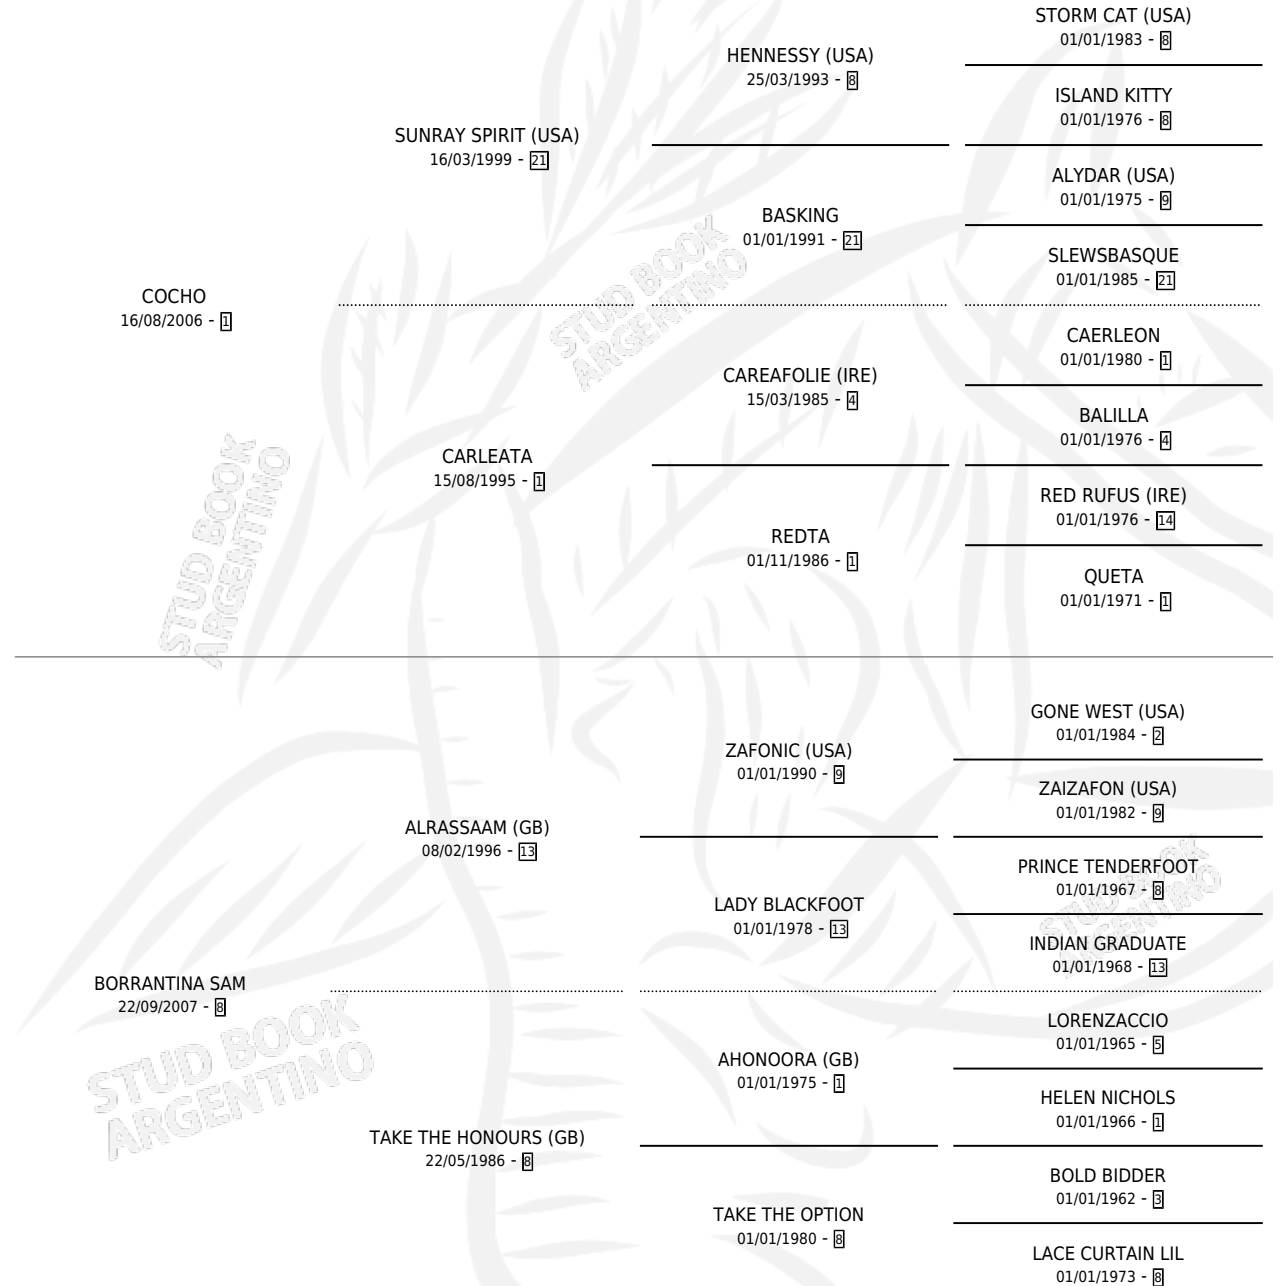 STORM CAT (USA)
01/01/1983 - 8
HENNESSY (USA)
25/03/1993 - 8
ISLAND KITTY
01/01/1976 - 8
SUNRAY SPIRIT (USA)
16/03/1999 - 21
ALYDAR (USA)
01/01/1975 - 9
BASKING
01/01/1991 - 21
SLEWSBASQUE
01/01/1985 - 21
COCHO
16/08/2006 - 1
CAERLEON
01/01/1980 - 1
CAREAFOLIE (IRE)
15/03/1985 - 4
BALILLA
01/01/1976 - 4
CARLEATA
15/08/1995 - 1
RED RUFUS (IRE)
01/01/1976 - 14
REDTA
01/11/1986 - 1
QUETA
01/01/1971 - 1
GONE WEST (USA)
01/01/1984 - 2
ZAFONIC (USA)
01/01/1990 - 9
ZAIZAFON (USA)
01/01/1982 - 9
ALRASSAAM (GB)
08/02/1996 - 13
PRINCE TENDERFOOT
01/01/1967 - 8
LADY BLACKFOOT
01/01/1978 - 13
INDIAN GRADUATE
01/01/1968 - 13
BORRANTINA SAM
22/09/2007 - 8
LORENZACCIO
01/01/1965 - 5
AHONOORA (GB)
01/01/1975 - 1
HELEN NICHOLS
01/01/1966 - 1
TAKE THE HONOURS (GB)
22/05/1986 - 8
BOLD BIDDER
01/01/1962 - 3
TAKE THE OPTION
01/01/1980 - 8
LACE CURTAIN LIL
01/01/1973 - 8
STUD BOOK
ARGENTINO
STUD BOOK
ARGENTINO
STUD BOOK
ARGENTINO
STUD BOOK
ARGENTINO